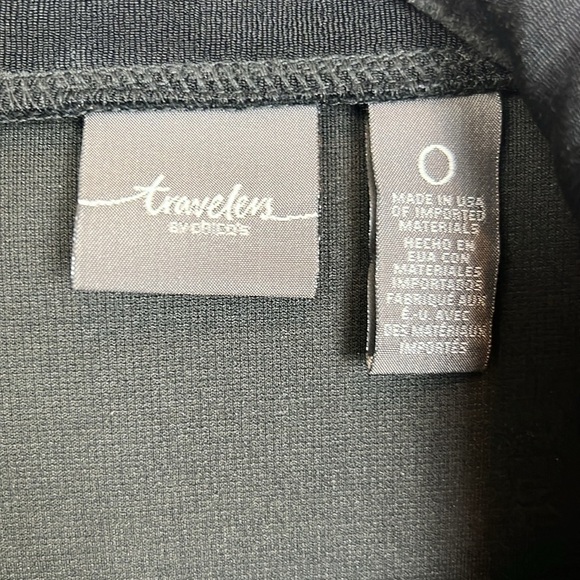 travelers
BY CHICO'S
0
MADE IN USA
OF IMPORTED
MATERIALS
HECHO EN
EUA CON
MATERIALES
IMPORTADOS
FABRIQUÉ AUX
É.-U. AVEC
DES MATÉRIAUX
IMPORTÉS